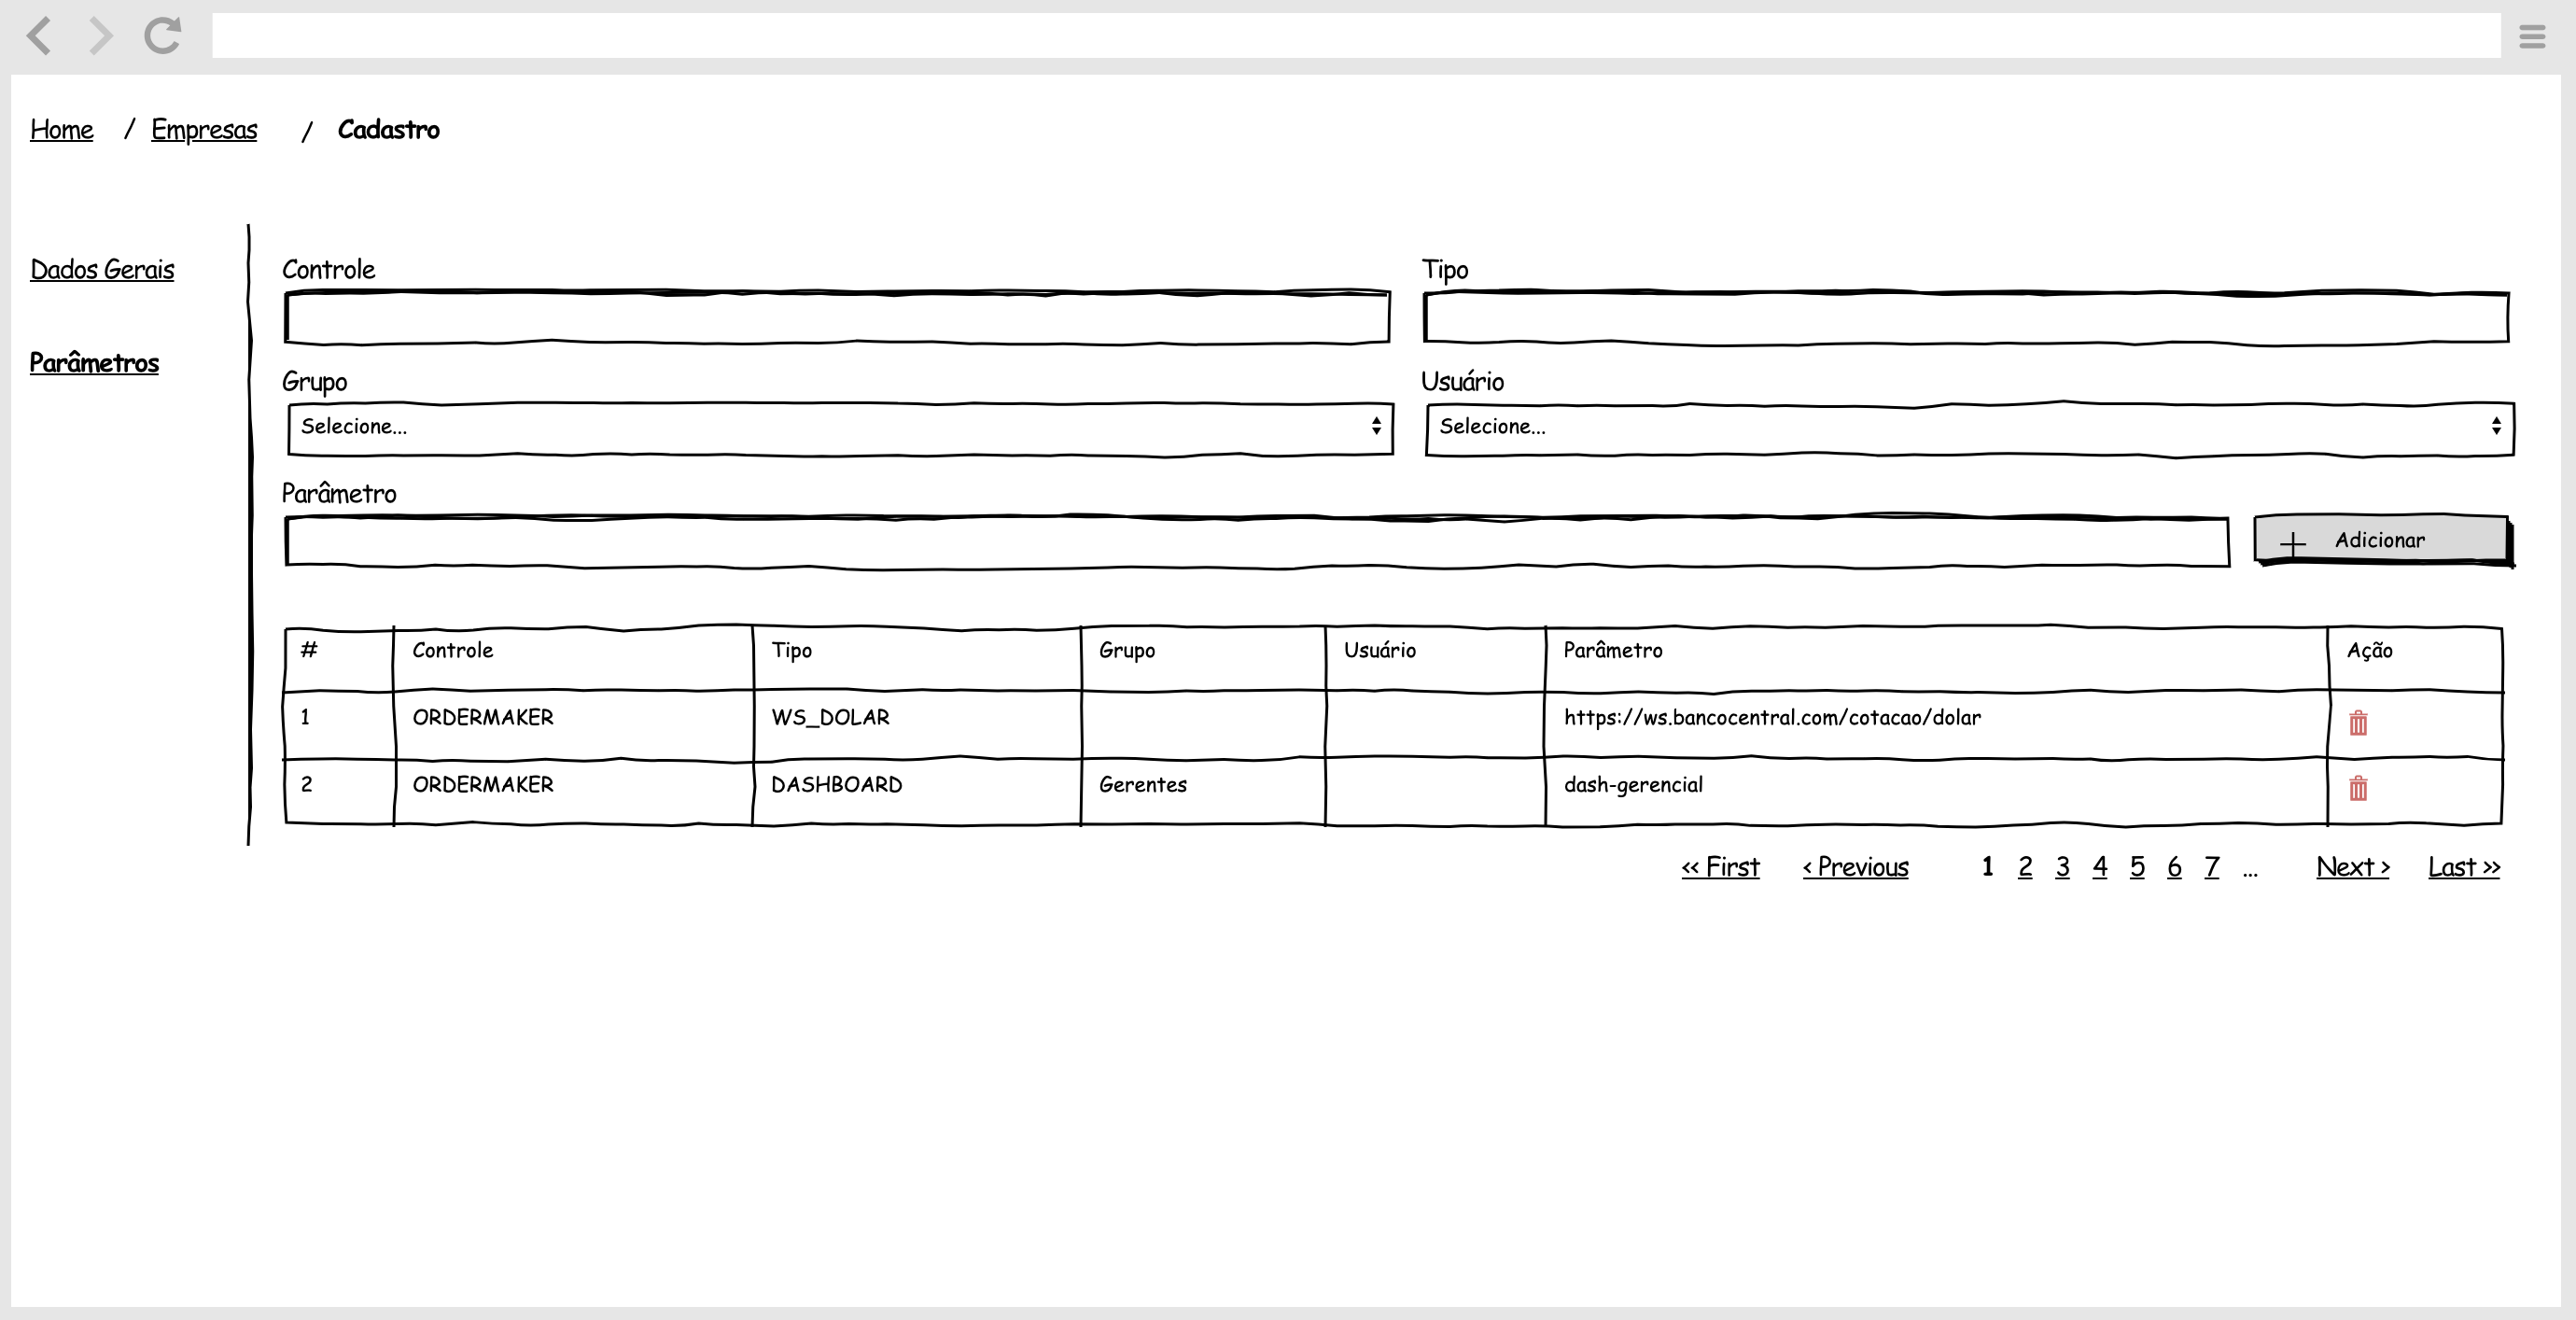 Home / Empresas / Cadastro
Dados Gerais
Parâmetros
Controle Tipo
Grupo Usuário
Selecione... Selecione...
Parâmetro
Adicionar
# Controle Tipo Grupo Usuário Parâmetro Ação
1 ORDERMAKER WS_DOLAR https://ws.bancocentral.com/cotacao/dolar
2 ORDERMAKER DASHBOARD Gerentes dash-gerencial
<< First < Previous 1 2 3 4 5 6 7 ... Next > Last >>